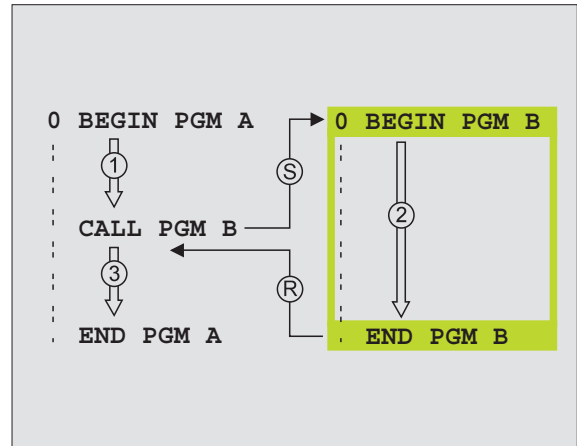 0 BEGIN PGM A
1
CALL PGM B
3
END PGM A
S
R
0 BEGIN PGM B
2
END PGM B